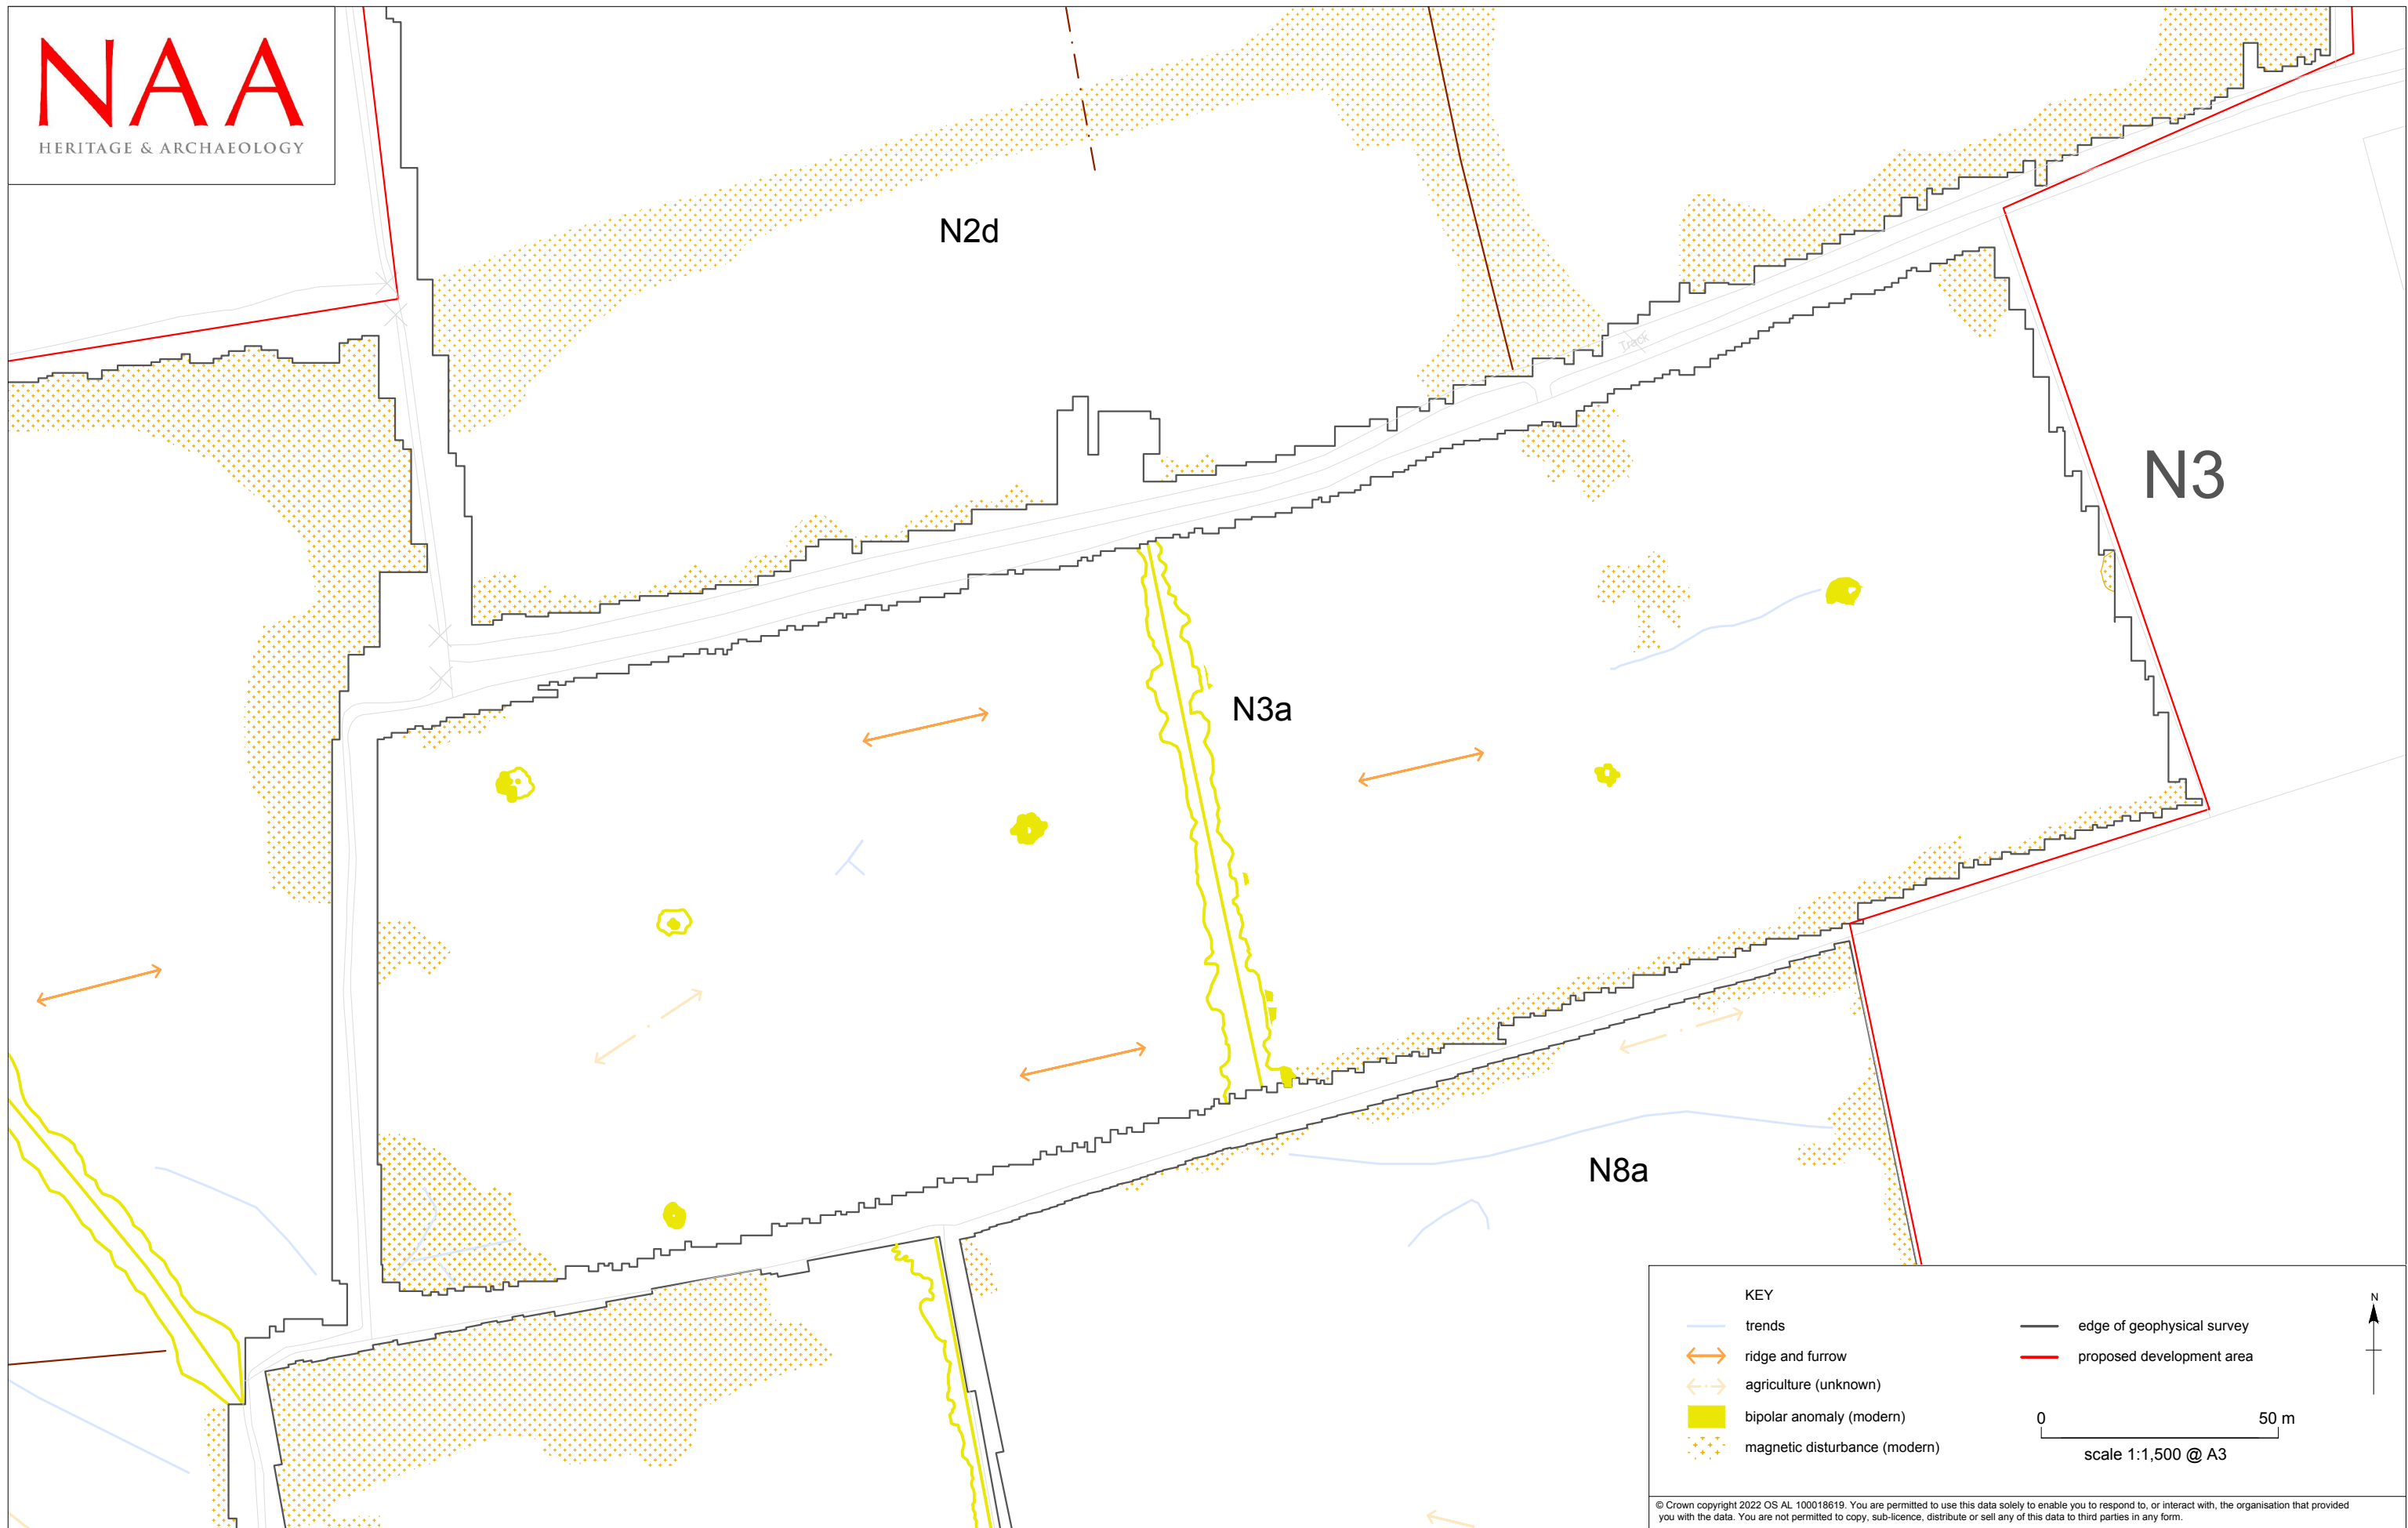 NAA
HERITAGE & ARCHAEOLOGY
N2d
Track
N3
N3a
N8a
KEY
trends
ridge and furrow
agriculture (unknown)
bipolar anomaly (modern)
magnetic disturbance (modern)
edge of geophysical survey
proposed development area
N
0 50 m
scale 1:1,500 @ A3
© Crown copyright 2022 OS AL 100018619. You are permitted to use this data solely to enable you to respond to, or interact with, the organisation that provided
you with the data. You are not permitted to copy, sub-licence, distribute or sell any of this data to third parties in any form.